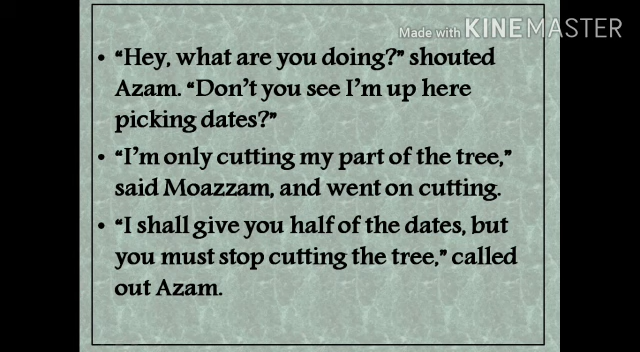 Made with KINEMASTER
• “Hey, what are you doing?” shouted
Azam. “Don’t you see I’m up here
picking dates?”
• “I’m only cutting my part of the tree,”
said Moazzam, and went on cutting.
• “I shall give you half of the dates, but
you must stop cutting the tree,” called
out Azam.